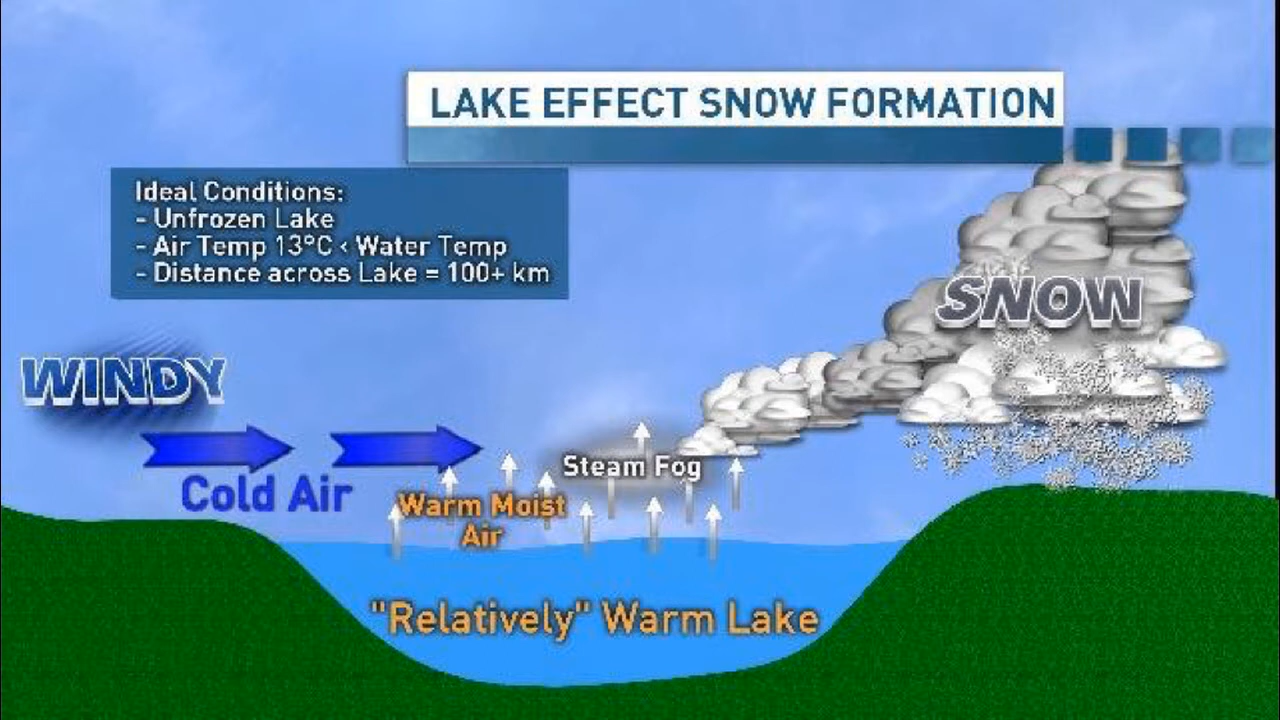 LAKE EFFECT SNOW FORMATION
Ideal Conditions:
- Unfrozen Lake
- Air Temp 13°C < Water Temp
- Distance across Lake = 100+ km
SNOW
WINDY
Cold Air
Steam Fog
Warm Moist
Air
"Relatively" Warm Lake